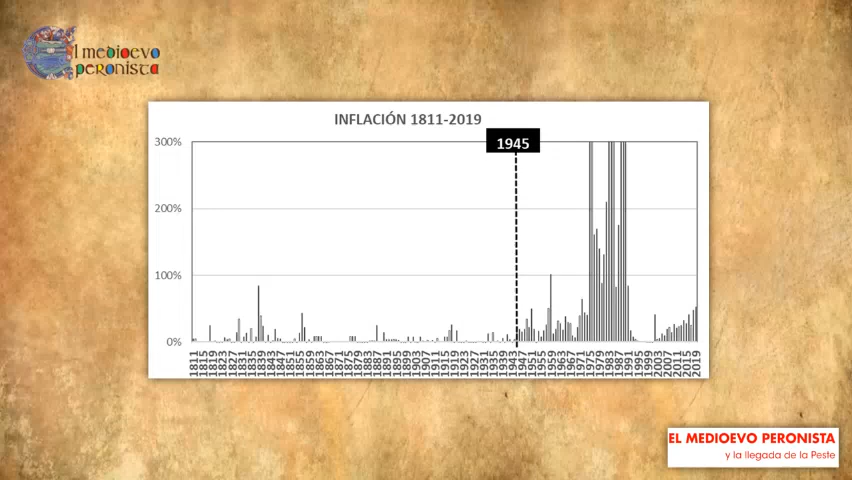 El medioevo
peronista
INFLACIÓN 1811-2019
1945
300%
200%
100%
0%
1811 1815 1819 1823 1827 1831 1835 1839 1843 1847 1851 1855 1859 1863 1867 1871 1875 1879 1883 1887 1891 1895 1899 1903 1907 1911 1915 1919 1923 1927 1931 1935 1939 1943 1947 1951 1955 1959 1963 1967 1971 1975 1979 1983 1987 1991 1995 1999 2003 2007 2011 2015 2019
EL MEDIOEVO PERONISTA
y la llegada de la Peste